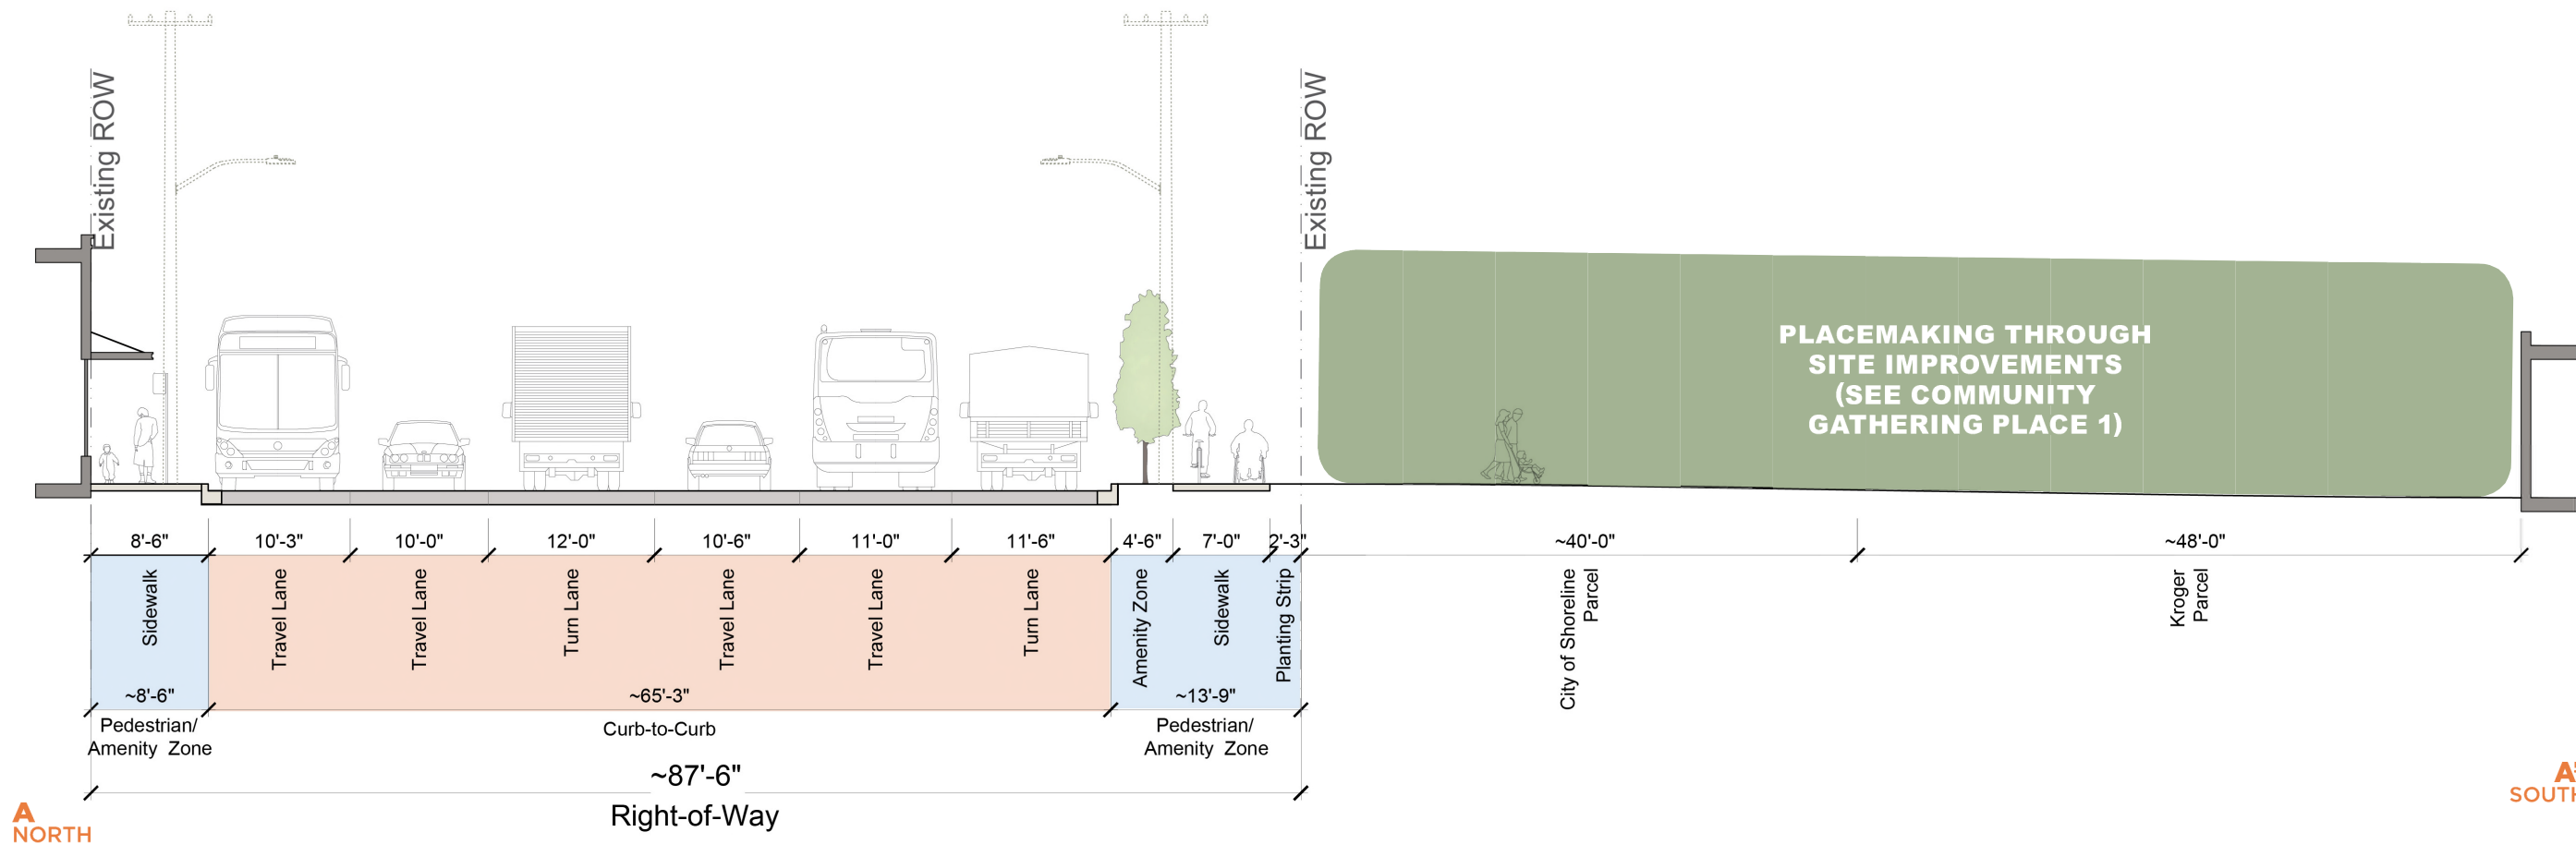 Existing ROW
Existing ROW
PLACEMAKING THROUGH
SITE IMPROVEMENTS
(SEE COMMUNITY
GATHERING PLACE 1)
8'-6"
10'-3"
10'-0"
12'-0"
10'-6"
11'-0"
11'-6"
4'-6"
7'-0"
2'-3"
~40'-0"
~48'-0"
Sidewalk
Travel Lane
Travel Lane
Turn Lane
Travel Lane
Travel Lane
Turn Lane
Amenity Zone
Sidewalk
Planting Strip
City of Shoreline
Parcel
Kroger
Parcel
~8'-6"
~65'-3"
~13'-9"
Pedestrian/
Amenity Zone
Curb-to-Curb
Pedestrian/
Amenity Zone
~87'-6"
Right-of-Way
A
NORTH